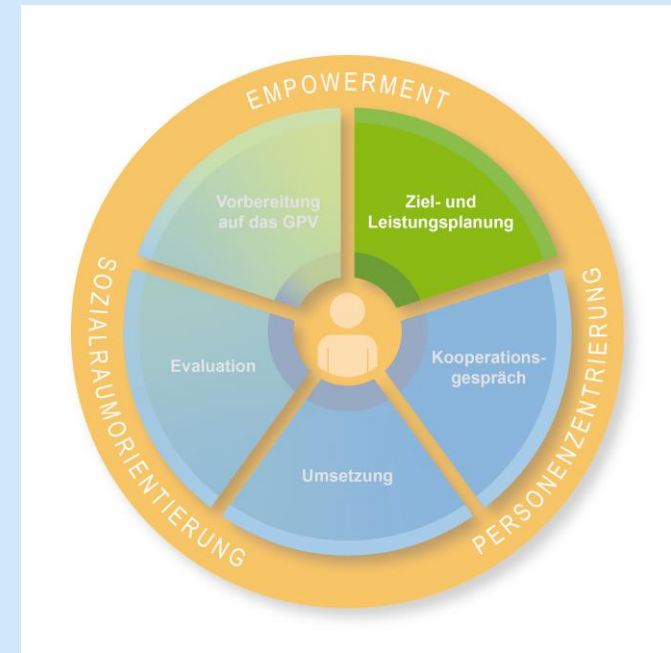 EMPOWERMENT
Vorbereitung
auf das GPV
Ziel- und
Leistungsplanung
Kooperations-
gespräch
Umsetzung
Evaluation
PERSONENZENTRIERUNG
SOZIALRAUMORIENTIERUNG